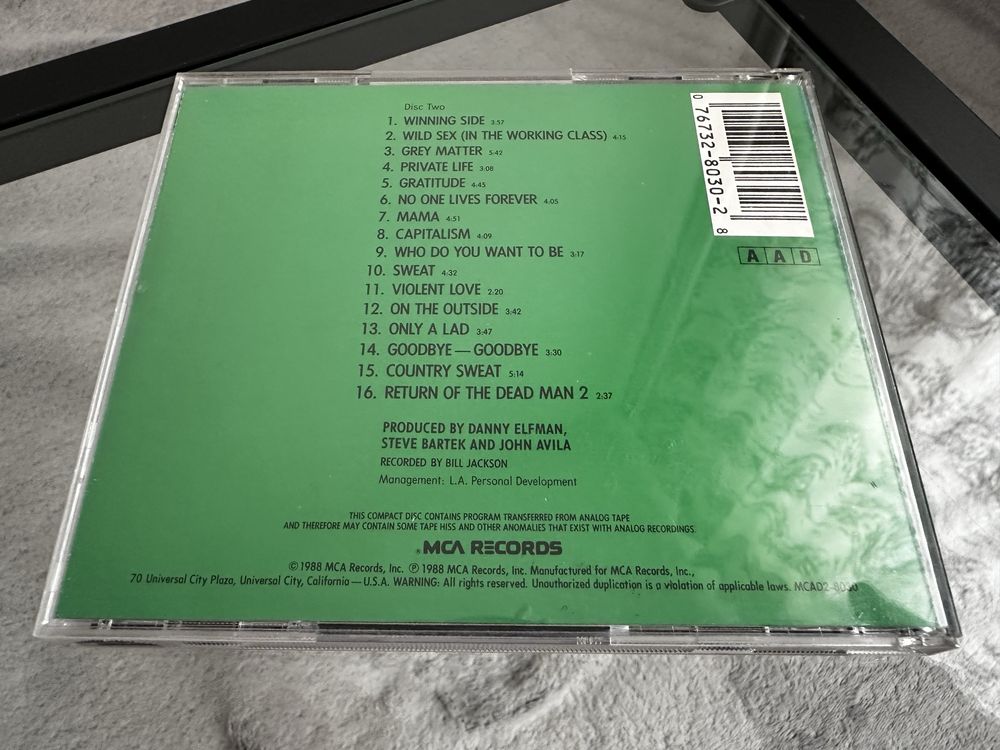 Disc Two
1. WINNING SIDE 3:57
2. WILD SEX (IN THE WORKING CLASS) 4:15
3. GREY MATTER 5:42
4. PRIVATE LIFE 3:08
5. GRATITUDE 4:45
6. NO ONE LIVES FOREVER 4:05
7. MAMA 4:51
8. CAPITALISM 4:09
9. WHO DO YOU WANT TO BE 3:17
10. SWEAT 4:32
11. VIOLENT LOVE 2:20
12. ON THE OUTSIDE 3:42
13. ONLY A LAD 3:47
14. GOODBYE — GOODBYE 3:30
15. COUNTRY SWEAT 5:14
16. RETURN OF THE DEAD MAN 2 2:37
PRODUCED BY DANNY ELFMAN,
STEVE BARTEK AND JOHN AVILA
RECORDED BY BILL JACKSON
Management: L.A. Personal Development
THIS COMPACT DISC CONTAINS PROGRAM TRANSFERRED FROM ANALOG TAPE
AND THEREFORE MAY CONTAIN SOME TAPE HISS AND OTHER ANOMALIES THAT EXIST WITH ANALOG RECORDINGS.
MCA RECORDS
© 1988 MCA Records, Inc. ℗ 1988 MCA Records, Inc. Manufactured for MCA Records, Inc.,
70 Universal City Plaza, Universal City, California — U.S.A. WARNING: All rights reserved. Unauthorized duplication is a violation of applicable laws. MCAD2-8030
0 76732-8030-2 8
A A D